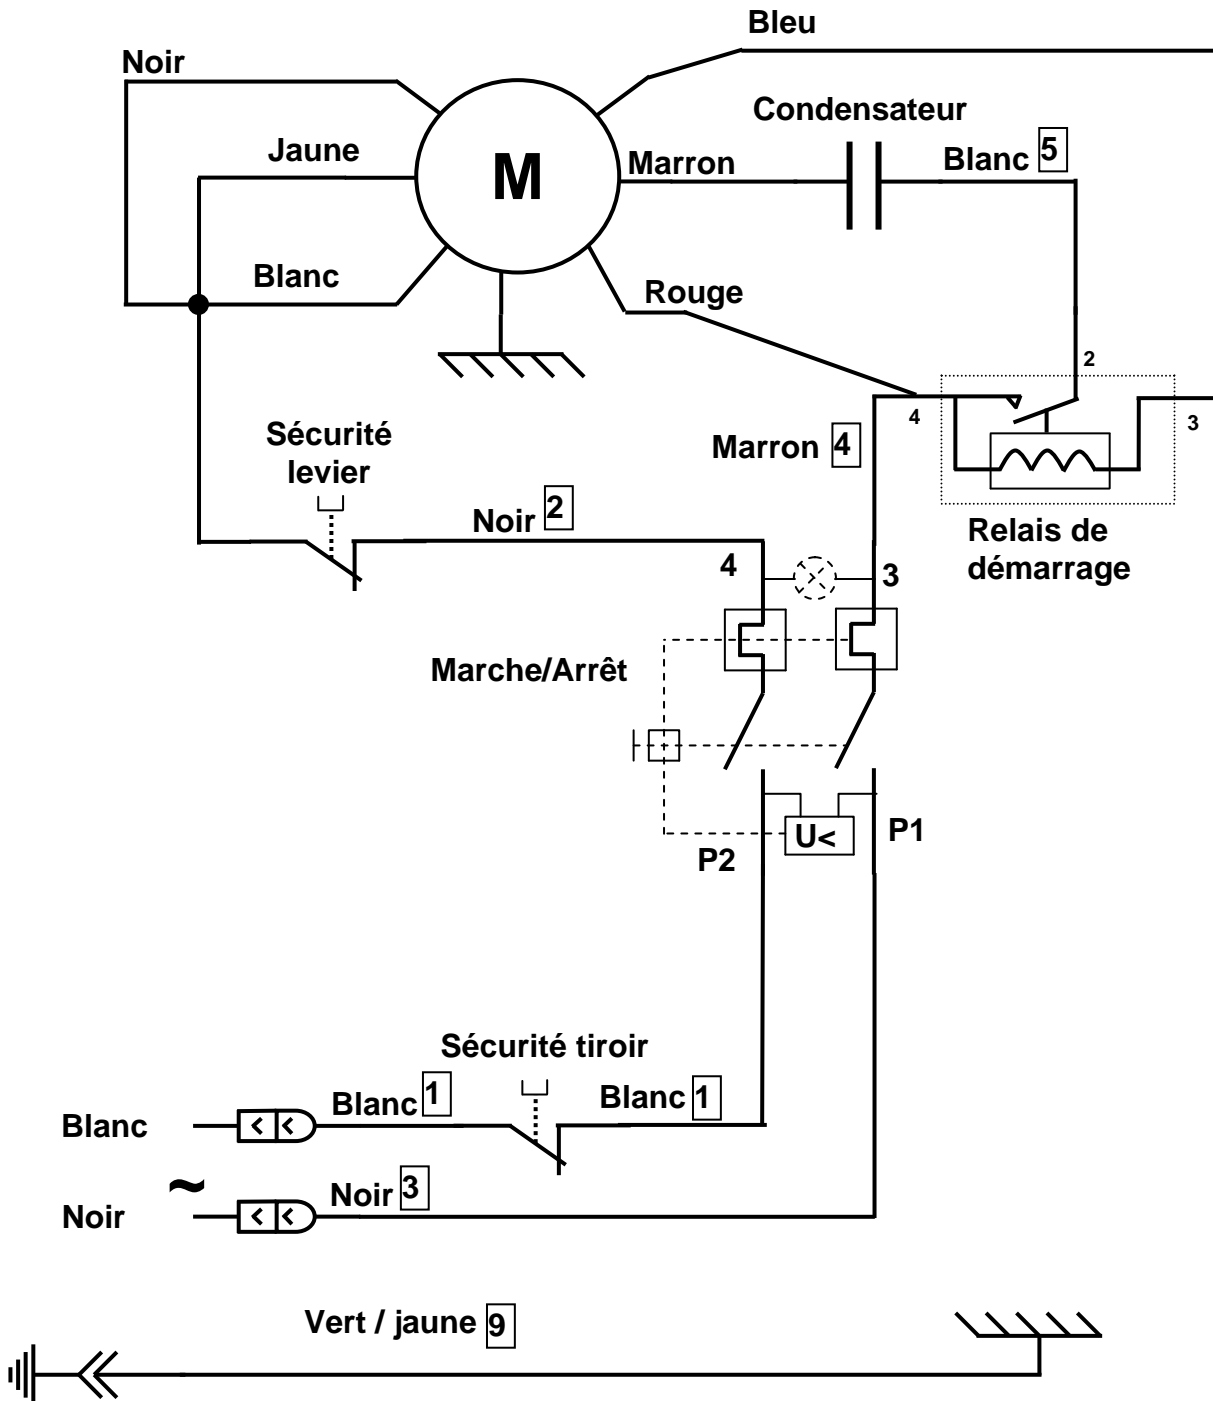 Bleu
Noir
Condensateur
Jaune
M
Marron
Blanc 5
Blanc
Rouge
2
4
3
Sécurité
levier
Marron 4
Noir 2
Relais de
démarrage
4
3
Marche/Arrêt
U<
P1
P2
Sécurité tiroir
Blanc
Blanc 1
Blanc 1
~
Noir
Noir 3
Vert / jaune 9